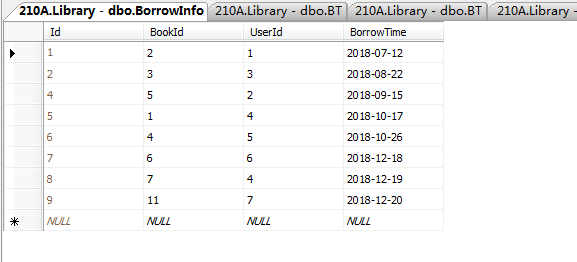 210A.Library - dbo.BorrowInfo 210A.Library - dbo.BT 210A.Library - dbo.BT 210A.Library - d
Id BookId UserId BorrowTime
1 2 1 2018-07-12
2 3 3 2018-08-22
4 5 2 2018-09-15
5 1 4 2018-10-17
6 4 5 2018-10-26
7 6 6 2018-12-18
8 7 4 2018-12-19
9 11 7 2018-12-20
NULL NULL NULL NULL